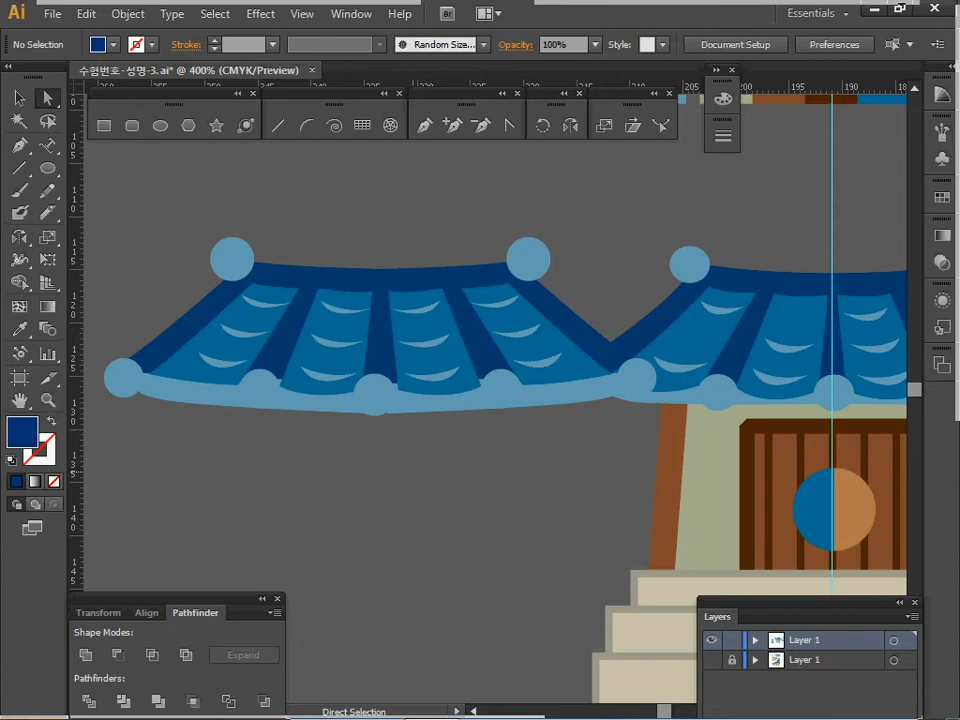 Ai File Edit Object Type Select Effect View Window Help Br Essentials
No Selection Stroke: Random Size... Opacity: 100% Style: Document Setup Preferences
수험번호-성명-3.ai* @ 400% (CMYK/Preview)
Transform Align Pathfinder
Shape Modes:
Expand
Pathfinders:
Layers
Layer 1
Layer 1
Direct Selection